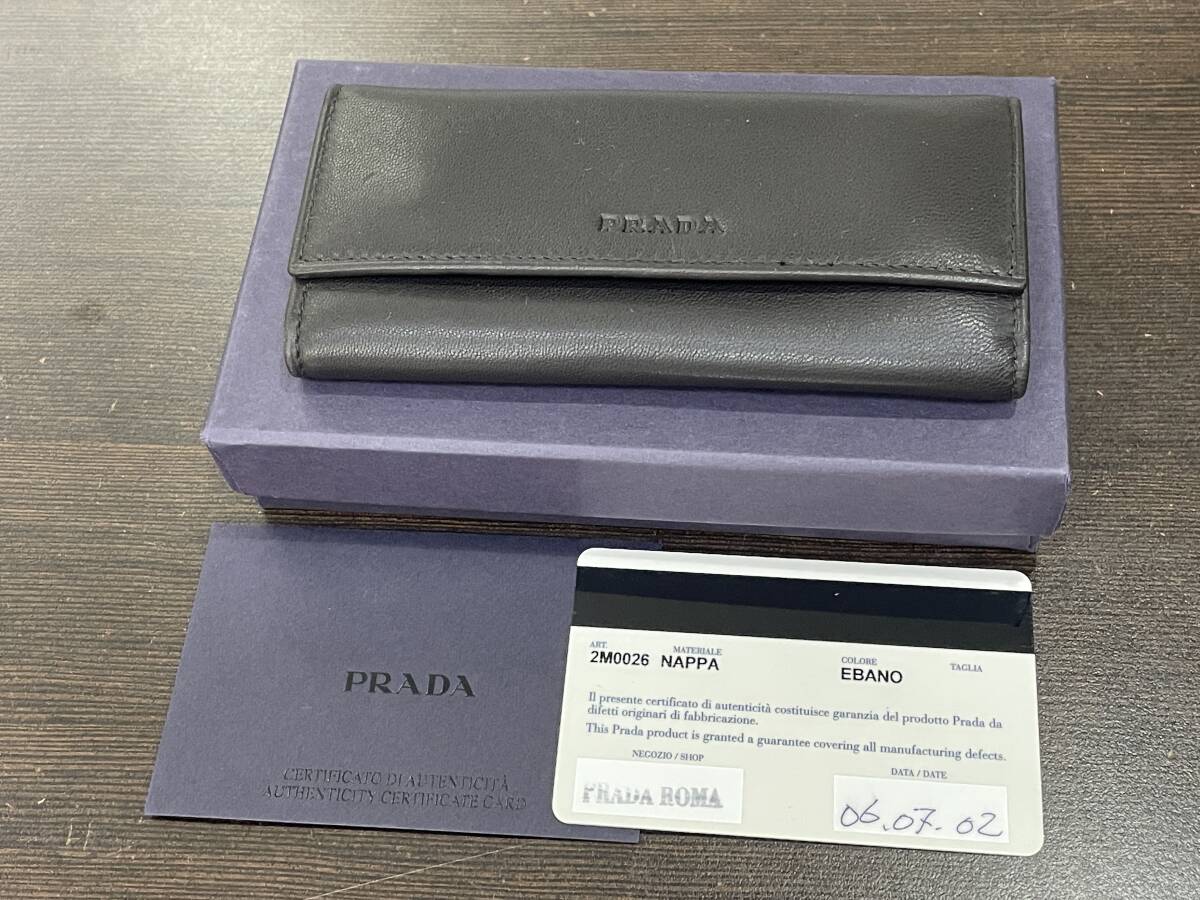 PRADA
PRADA
CERTIFICATO DI AUTENTICITÀ
AUTHENTICITY CERTIFICATE CARD
ART. MATERIALE COLORE TAGLIA
2M0026 NAPPA EBANO
Il presente certificato di autenticità costituisce garanzia del prodotto Prada da
difetti originari di fabbricazione.
This Prada product is granted a guarantee covering all manufacturing defects.
NEGOZIO / SHOP DATA / DATE
PRADA ROMA 06.07.02